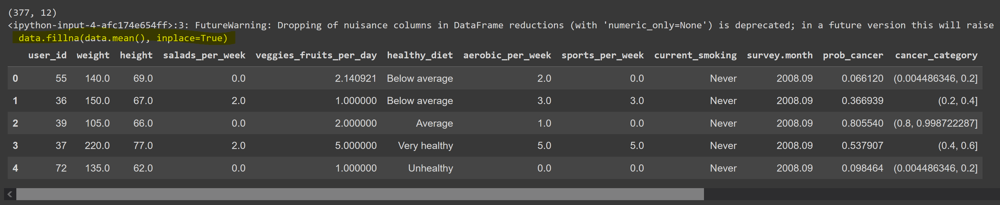 (377, 12)
<ipython-input-4-afc174e654ff>:3: FutureWarning: Dropping of nuisance columns in DataFrame reductions (with 'numeric_only=None') is deprecated; in a future version this will raise
data.fillna(data.mean(), inplace=True)
user_id weight height salads_per_week veggies_fruits_per_day healthy_diet aerobic_per_week sports_per_week current_smoking survey.month prob_cancer cancer_category
0 55 140.0 69.0 0.0 2.140921 Below average 2.0 0.0 Never 2008.09 0.066120 (0.004486346, 0.2]
1 36 150.0 67.0 2.0 1.000000 Below average 3.0 3.0 Never 2008.09 0.366939 (0.2, 0.4]
2 39 105.0 66.0 0.0 2.000000 Average 1.0 0.0 Never 2008.09 0.805540 (0.8, 0.998722287]
3 37 220.0 77.0 2.0 5.000000 Very healthy 5.0 5.0 Never 2008.09 0.537907 (0.4, 0.6]
4 72 135.0 62.0 0.0 1.000000 Unhealthy 0.0 0.0 Never 2008.09 0.098464 (0.004486346, 0.2]